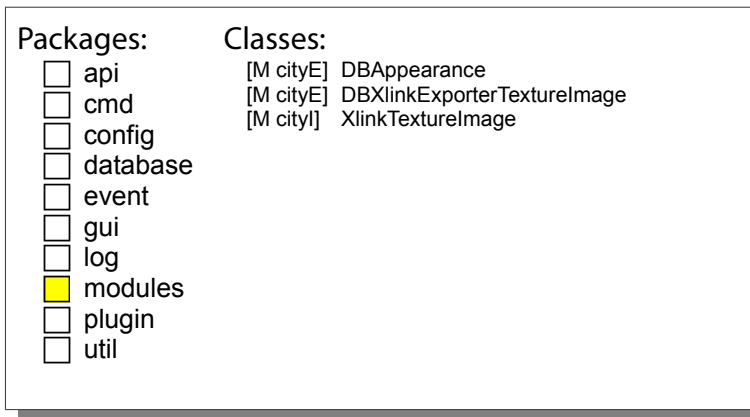 Packages:
api
cmd
config
database
event
gui
log
modules
plugin
util
Classes:
[M cityE] DBAppearance
[M cityE] DBXlinkExporterTextureImage
[M cityI] XlinkTextureImage